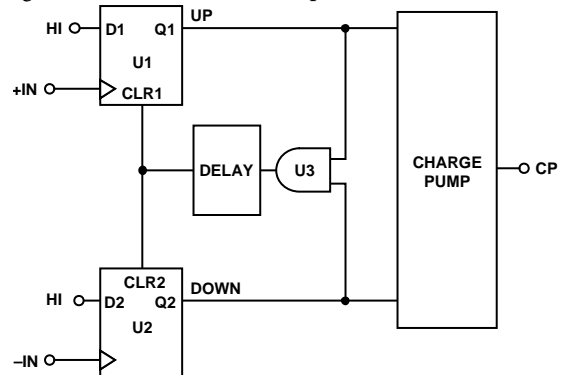 UP
HI
D1
Q1
U1
+IN
CLR1
DELAY
U3
CHARGE
PUMP
CP
CLR2
DOWN
HI
D2
Q2
U2
–IN